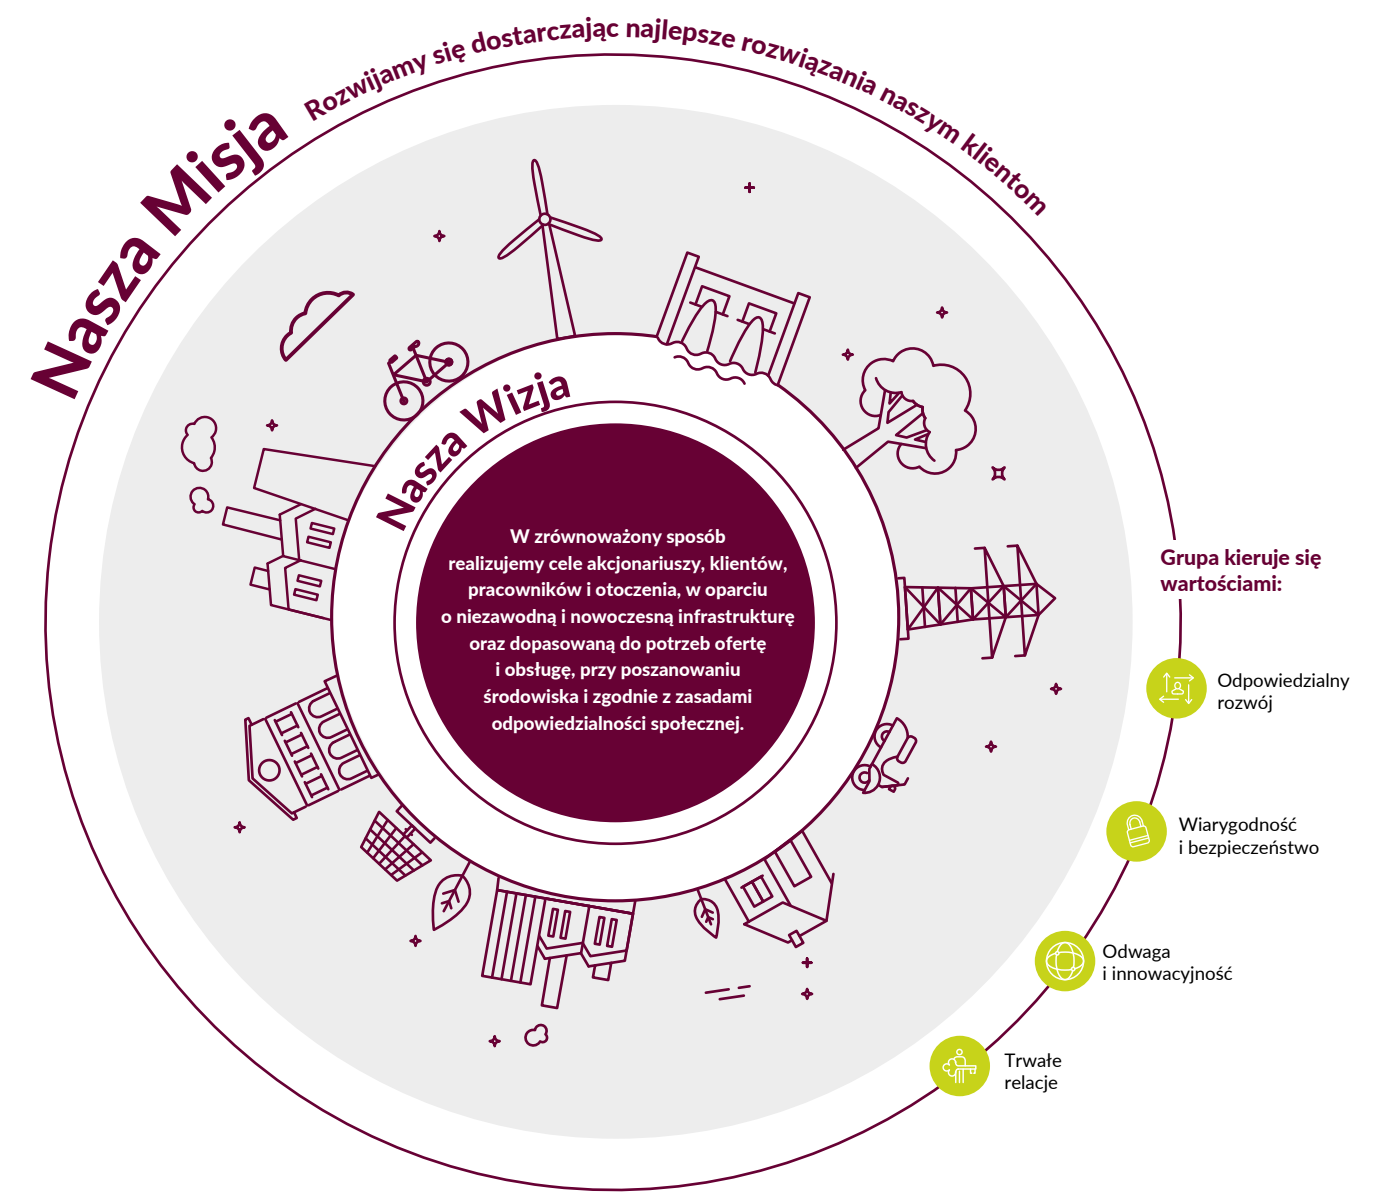 Nasza Misja
Rozwijamy się dostarczając najlepsze rozwiązania naszym klientom
Nasza Wizja
W zrównoważony sposób
realizujemy cele akcjonariuszy, klientów,
pracowników i otoczenia, w oparciu
o niezawodną i nowoczesną infrastrukturę
oraz dopasowaną do potrzeb ofertę
i obsługę, przy poszanowaniu
środowiska i zgodnie z zasadami
odpowiedzialności społecznej.
Grupa kieruje się
wartościami:
Odpowiedzialny
rozwój
Wiarygodność
i bezpieczeństwo
Odwaga
i innowacyjność
Trwałe
relacje